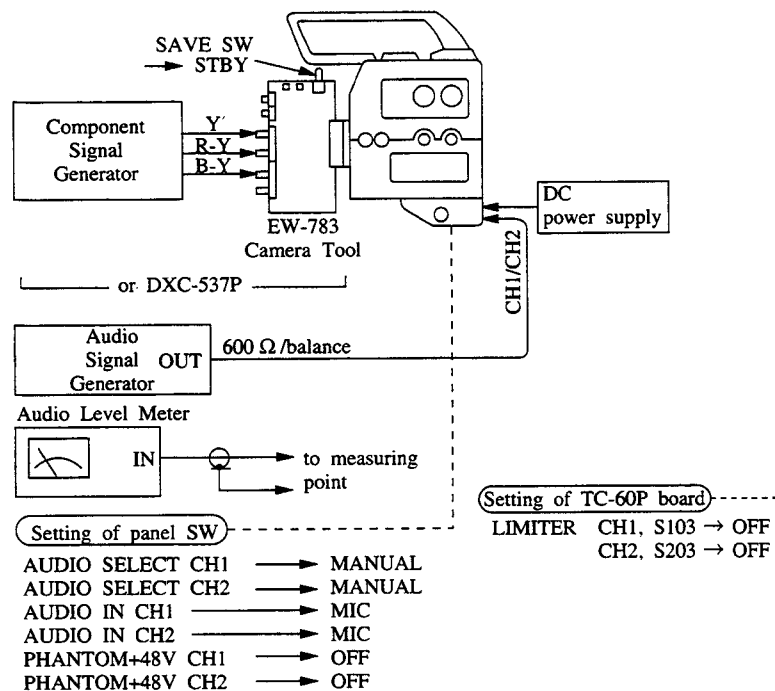 SAVE SW
→ STBY
Component
Signal
Generator
Y´
R-Y
B-Y
EW-783
Camera Tool
DC
power supply
CH1/CH2
or DXC-537P
Audio
Signal OUT
Generator
600 Ω /balance
Audio Level Meter
IN
to measuring
point
Setting of TC-60P board
LIMITER CH1, S103 → OFF
CH2, S203 → OFF
Setting of panel SW
AUDIO SELECT CH1 → MANUAL
AUDIO SELECT CH2 → MANUAL
AUDIO IN CH1 → MIC
AUDIO IN CH2 → MIC
PHANTOM+48V CH1 → OFF
PHANTOM+48V CH2 → OFF